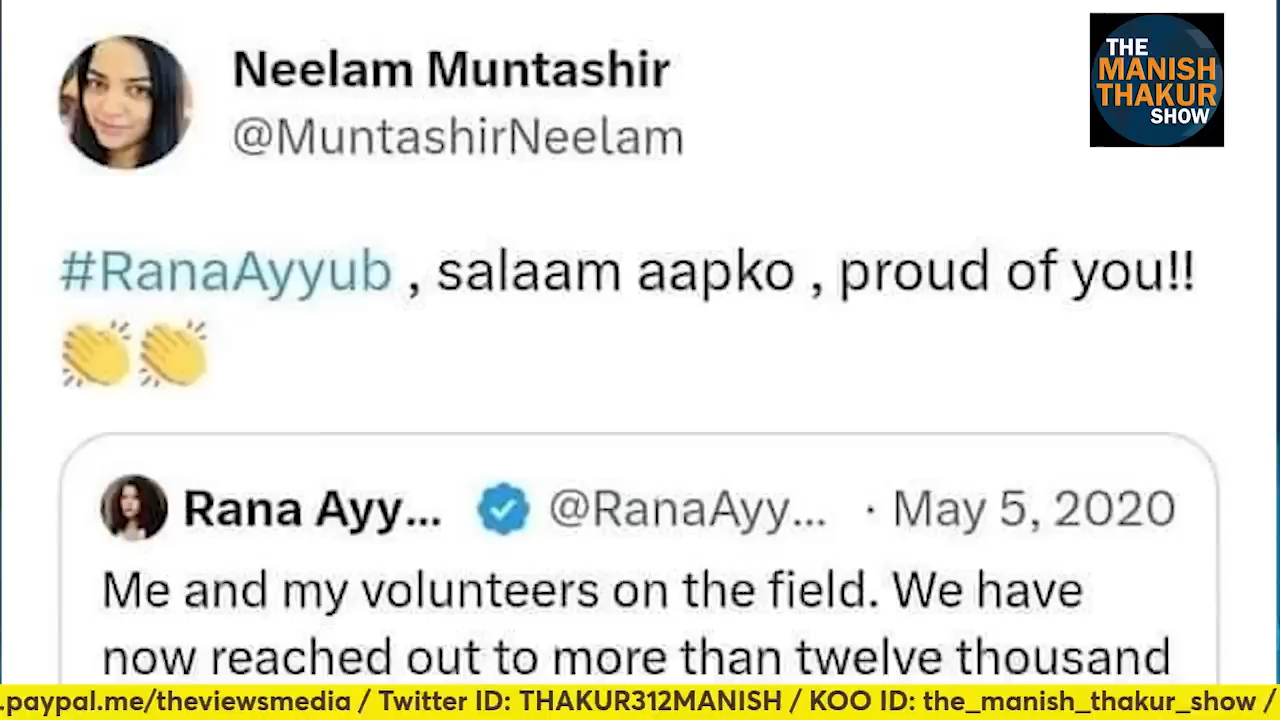 Neelam Muntashir
@MuntashirNeelam
THE
MANISH
THAKUR
SHOW
#RanaAyyub , salaam aapko , proud of you!!
👏👏
Rana Ayy... @RanaAyy... · May 5, 2020
Me and my volunteers on the field. We have
now reached out to more than twelve thousand
.paypal.me/theviewsmedia / Twitter ID: THAKUR312MANISH / KOO ID: the_manish_thakur_show /